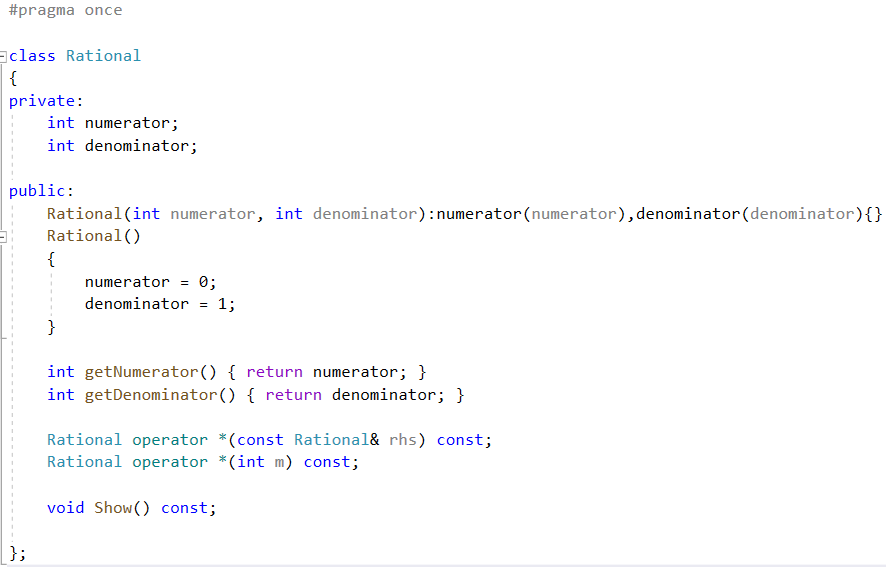 #pragma once
class Rational
{
private:
    int numerator;
    int denominator;
public:
    Rational(int numerator, int denominator):numerator(numerator),denominator(denominator){}
    Rational()
    {
        numerator = 0;
        denominator = 1;
    }
    int getNumerator() { return numerator; }
    int getDenominator() { return denominator; }
    Rational operator *(const Rational& rhs) const;
    Rational operator *(int m) const;
    void Show() const;
};